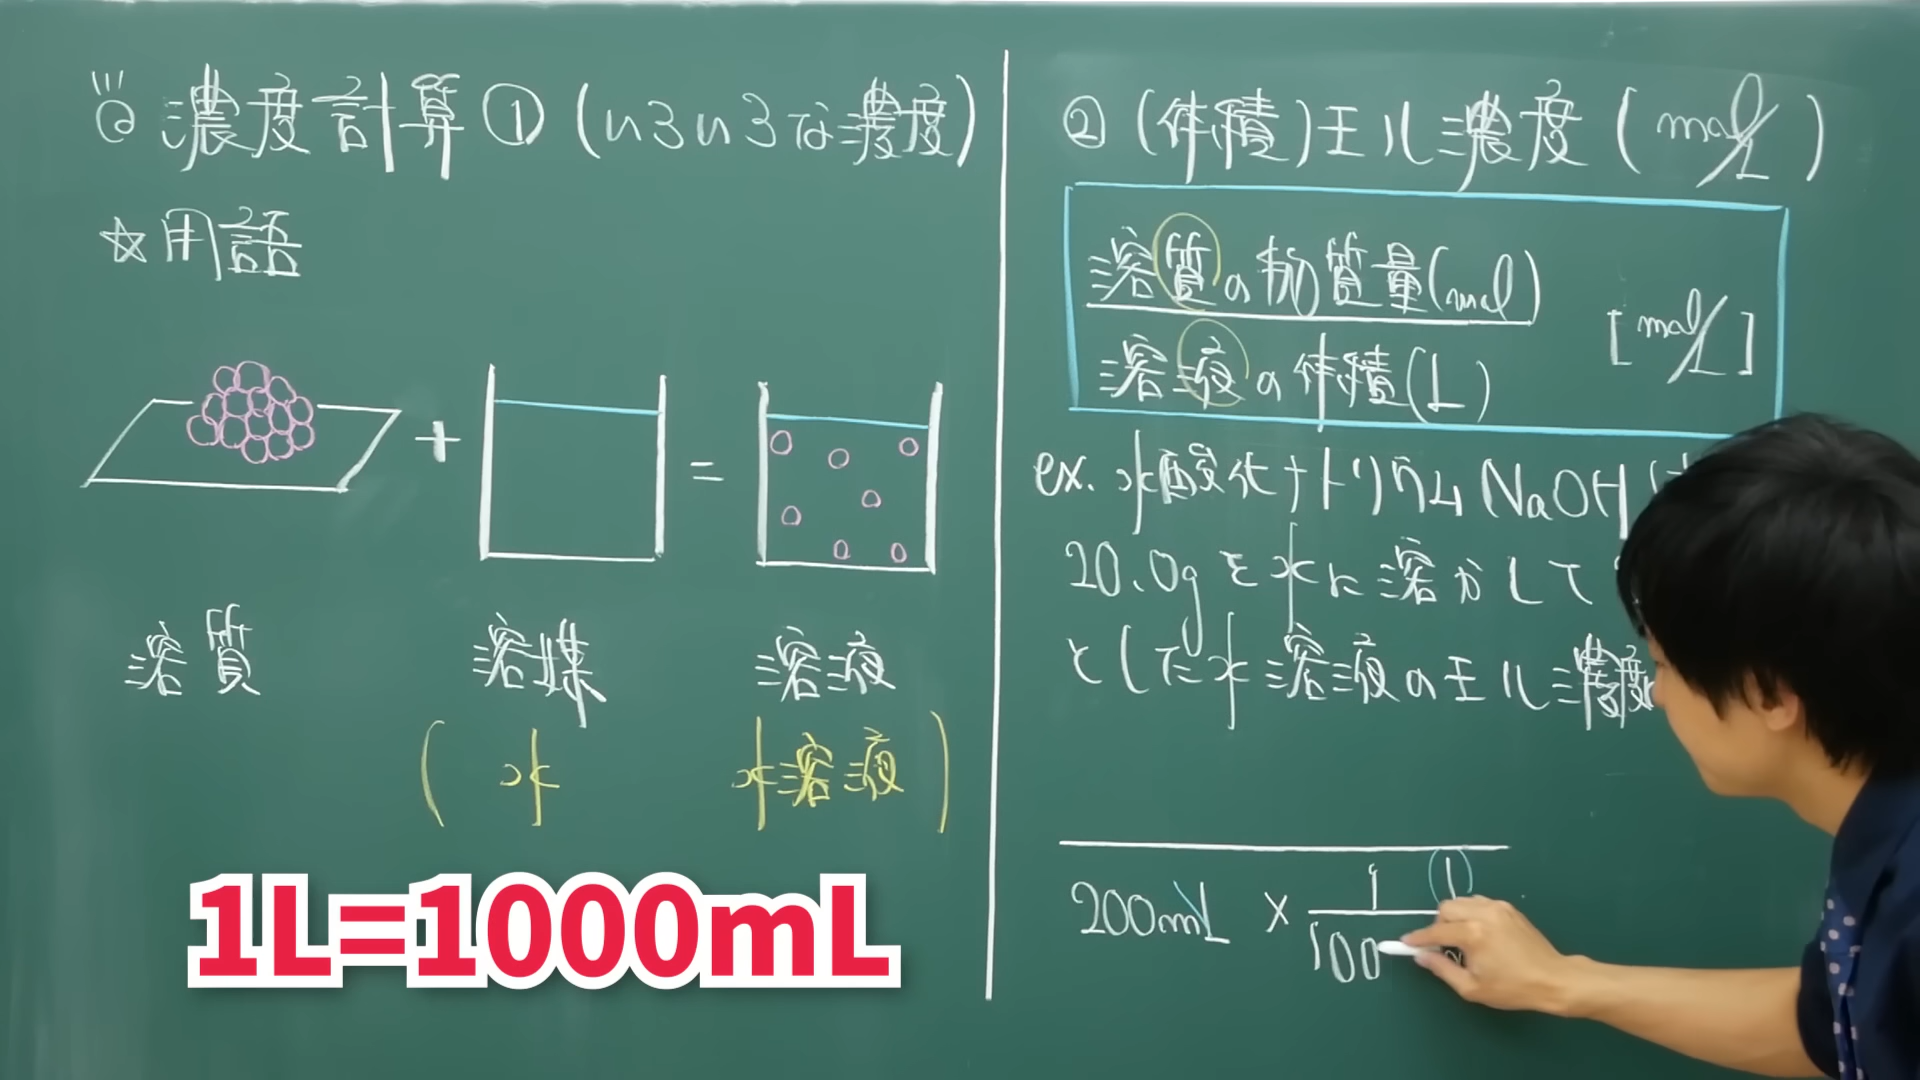 濃度計算① (いろいろな濃度)
☆用語
+
=
溶質
溶媒
溶液
( 水
水溶液 )
1L=1000mL
② (体積)モル濃度 (mol/L)
溶質の物質量(mol)
溶液の体積(L)
[mol/L]
ex. 水酸化ナトリウム NaOH
20.0gを水に溶かして
とした水溶液のモル濃度
200mL ×
1 L
100